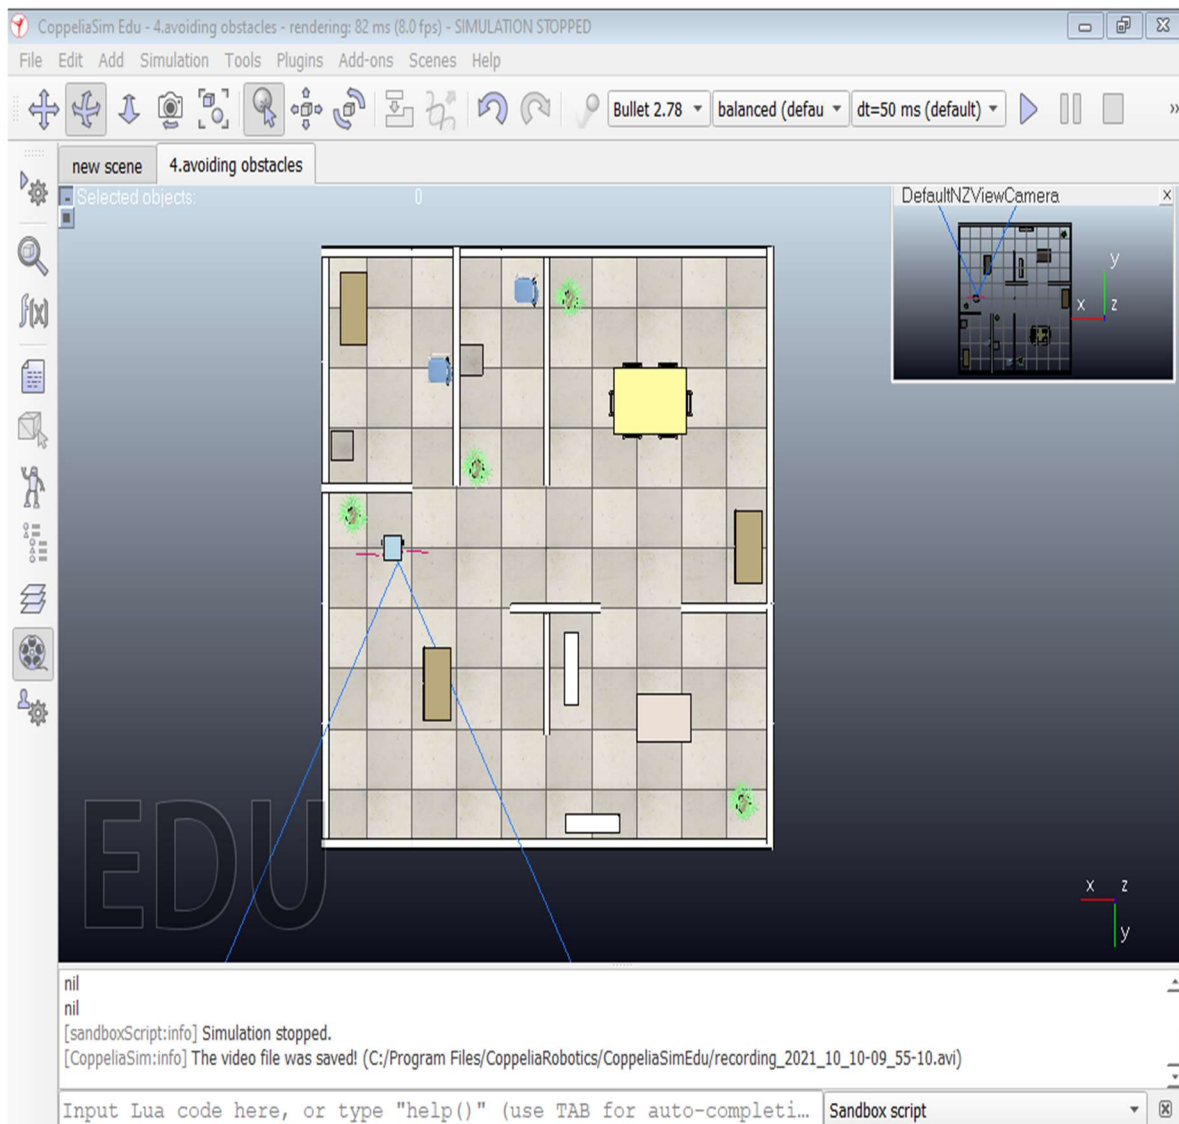 CoppeliaSim Edu - 4.avoiding obstacles - rendering: 82 ms (8.0 fps) - SIMULATION STOPPED
File Edit Add Simulation Tools Plugins Add-ons Scenes Help
Bullet 2.78 balanced (defau dt=50 ms (default) »
new scene 4.avoiding obstacles
Selected objects: 0
DefaultNZViewCamera
y
x z
f(x)
EDU
x z
y
nil
nil
[sandboxScript:info] Simulation stopped.
[CoppeliaSim:info] The video file was saved! (C:/Program Files/CoppeliaRobotics/CoppeliaSimEdu/recording_2021_10_10-09_55-10.avi)
Input Lua code here, or type "help()" (use TAB for auto-completi... Sandbox script